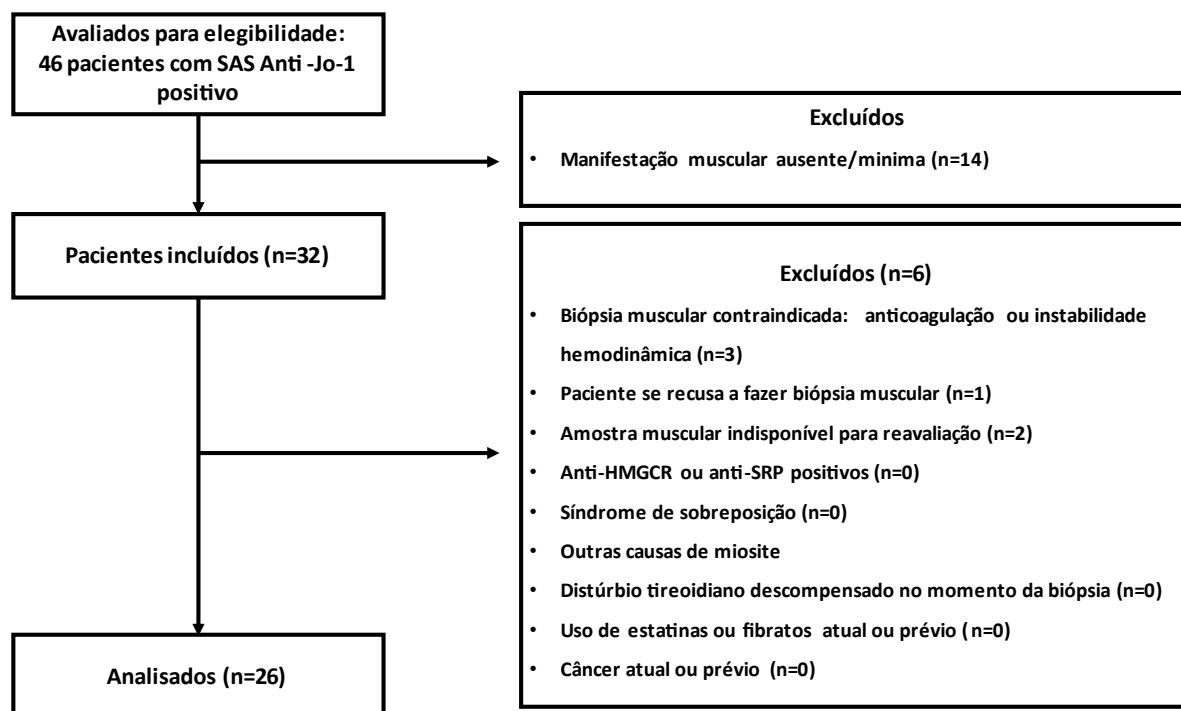 Avaliados para elegibilidade:
46 pacientes com SAS Anti -Jo-1
positivo
Excluídos
• Manifestação muscular ausente/minima (n=14)
Pacientes incluídos (n=32)
Excluídos (n=6)
• Biópsia muscular contraindicada: anticoagulação ou instabilidade
hemodinâmica (n=3)
• Paciente se recusa a fazer biópsia muscular (n=1)
• Amostra muscular indisponível para reavaliação (n=2)
• Anti-HMGCR ou anti-SRP positivos (n=0)
• Síndrome de sobreposição (n=0)
• Outras causas de miosite
• Distúrbio tireoidiano descompensado no momento da biópsia (n=0)
• Uso de estatinas ou fibratos atual ou prévio (n=0)
• Câncer atual ou prévio (n=0)
Analisados (n=26)